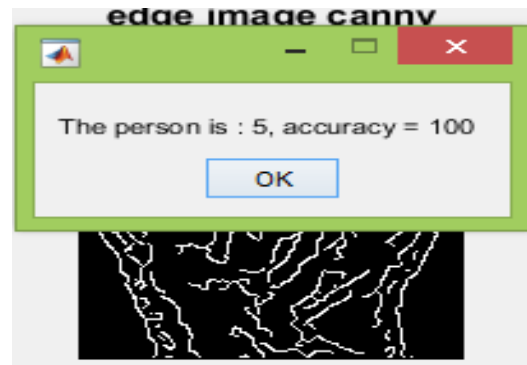 edge image canny
The person is : 5, accuracy = 100
OK